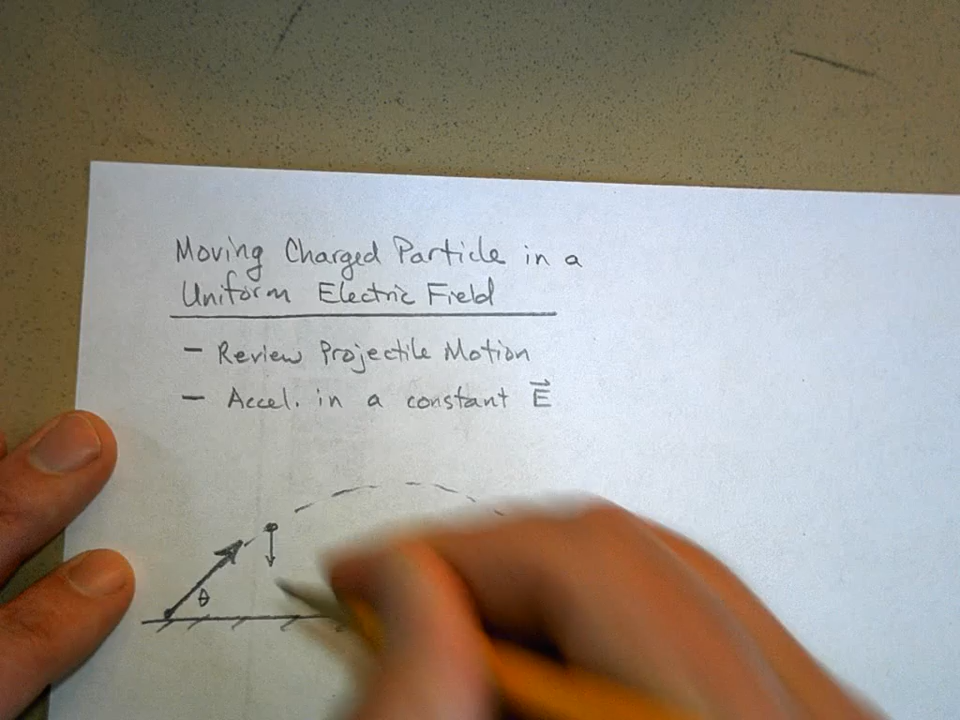 Moving Charged Particle in a
Uniform Electric Field
- Review Projectile Motion
- Accel. in a constant E⃗
θ